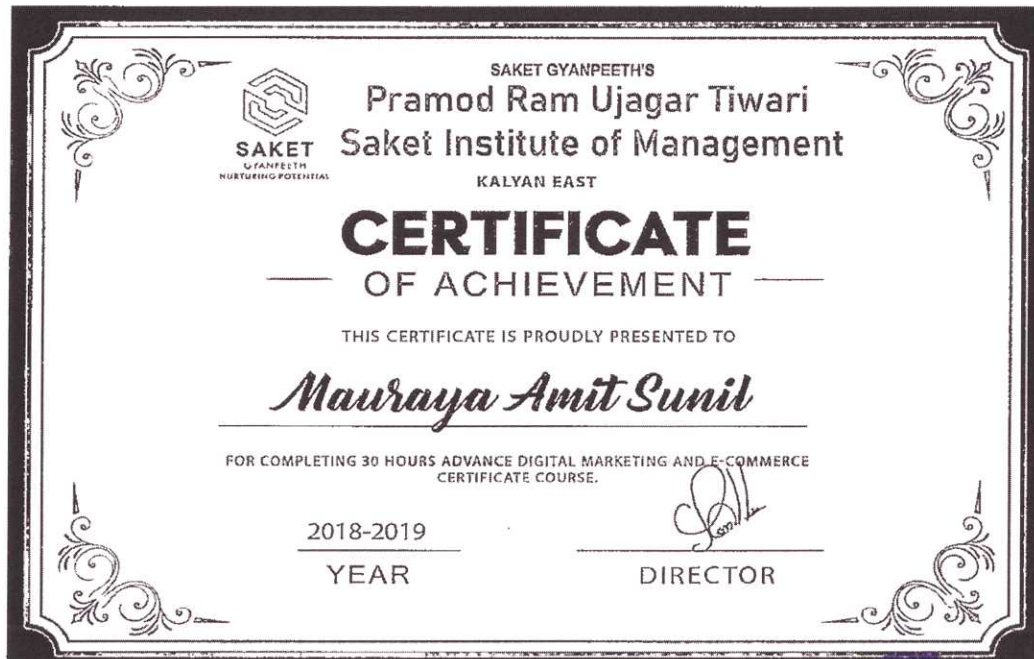 SAKET GYANPEETH'S
Pramod Ram Ujagar Tiwari
Saket Institute of Management
SAKET
GYANPEETH
NURTURING POTENTIAL
KALYAN EAST
CERTIFICATE
OF ACHIEVEMENT
THIS CERTIFICATE IS PROUDLY PRESENTED TO
Mauraya Amit Sunil
FOR COMPLETING 30 HOURS ADVANCE DIGITAL MARKETING AND E-COMMERCE
CERTIFICATE COURSE.
2018-2019
YEAR
DIRECTOR